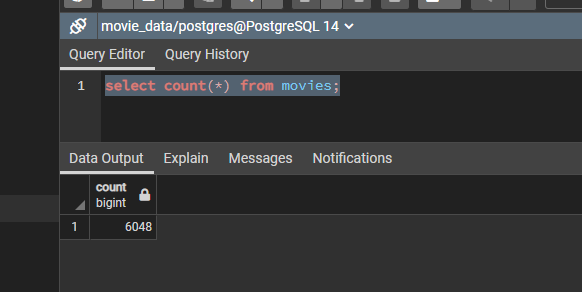 movie_data/postgres@PostgreSQL 14
Query Editor Query History
1 select count(*) from movies;
Data Output Explain Messages Notifications
count
bigint
1 6048